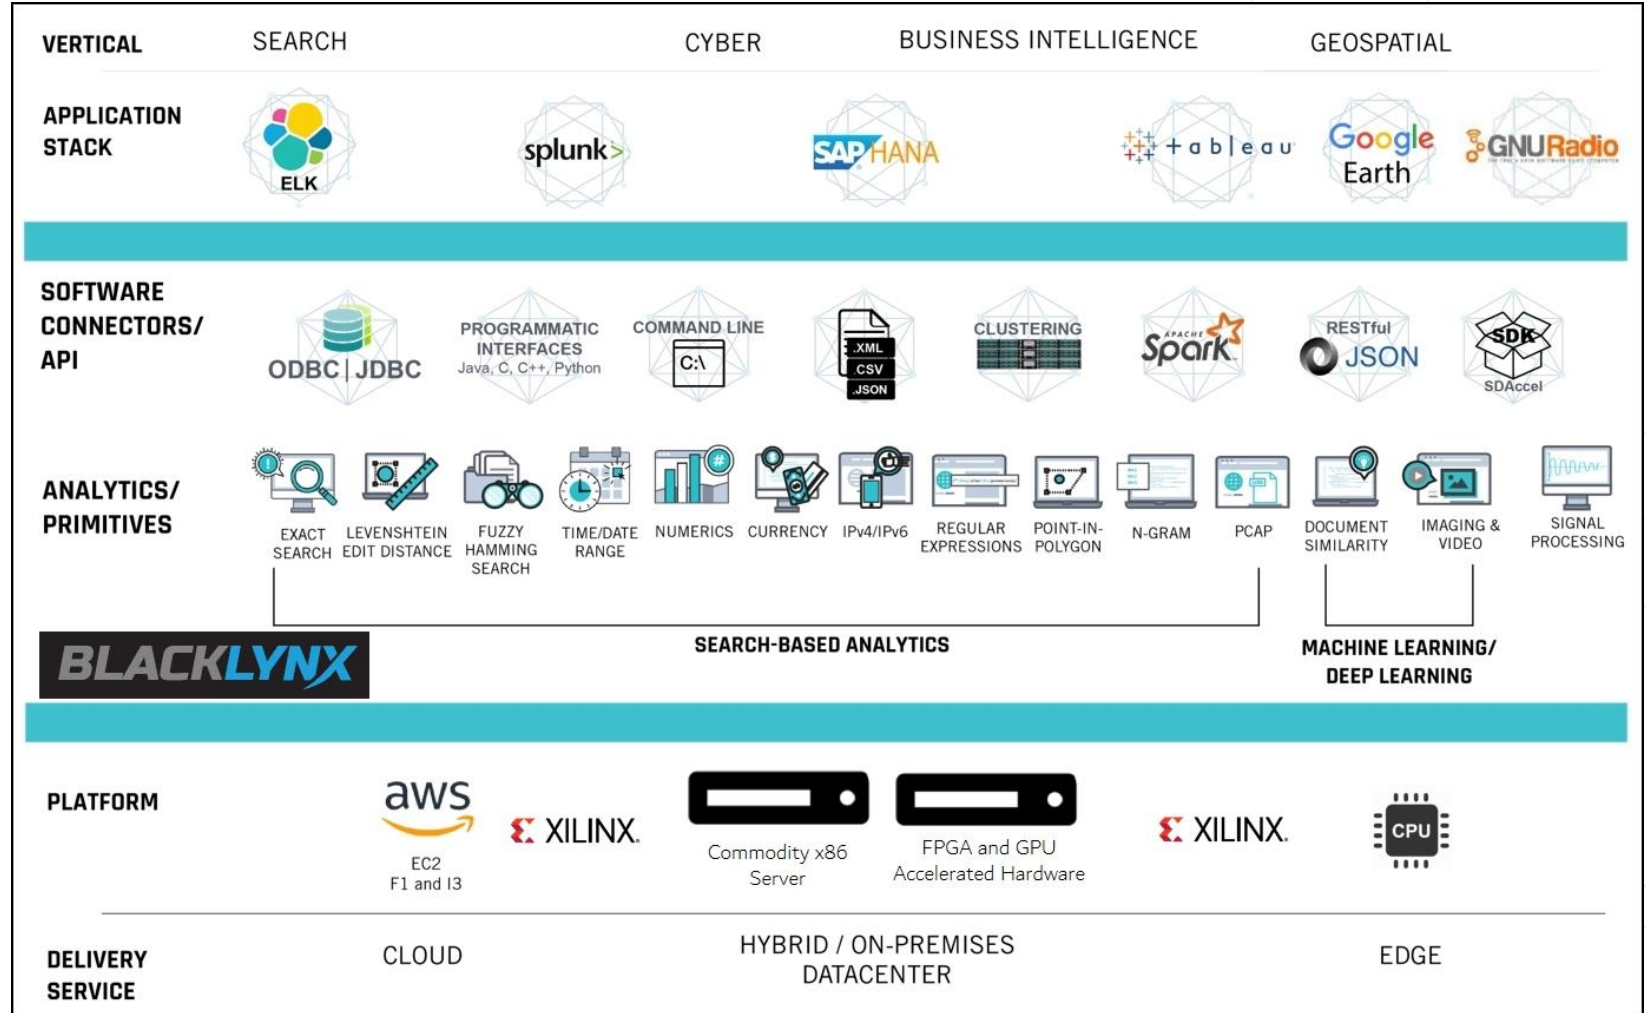 VERTICAL
SEARCH
CYBER
BUSINESS INTELLIGENCE
GEOSPATIAL
APPLICATION
STACK
ELK
splunk>
SAP HANA
+ableau
Google
Earth
GNURadio
SOFTWARE
CONNECTORS/
API
ODBC|JDBC
PROGRAMMATIC
INTERFACES
Java, C, C++, Python
COMMAND LINE
C:\
.XML
.CSV
.JSON
CLUSTERING
APACHE
Spark
RESTful
JSON
SDK
SDAccel
ANALYTICS/
PRIMITIVES
EXACT
SEARCH
LEVENSHTEIN
EDIT DISTANCE
FUZZY
HAMMING
SEARCH
TIME/DATE
RANGE
#
NUMERICS
CURRENCY
IPv4/IPv6
REGULAR
EXPRESSIONS
POINT-IN-
POLYGON
N-GRAM
PCAP
DOCUMENT
SIMILARITY
IMAGING &
VIDEO
SIGNAL
PROCESSING
SEARCH-BASED ANALYTICS
MACHINE LEARNING/
DEEP LEARNING
BLACKLYNX
PLATFORM
aws
EC2
F1 and I3
XILINX.
Commodity x86
Server
FPGA and GPU
Accelerated Hardware
XILINX.
CPU
DELIVERY
SERVICE
CLOUD
HYBRID / ON-PREMISES
DATACENTER
EDGE